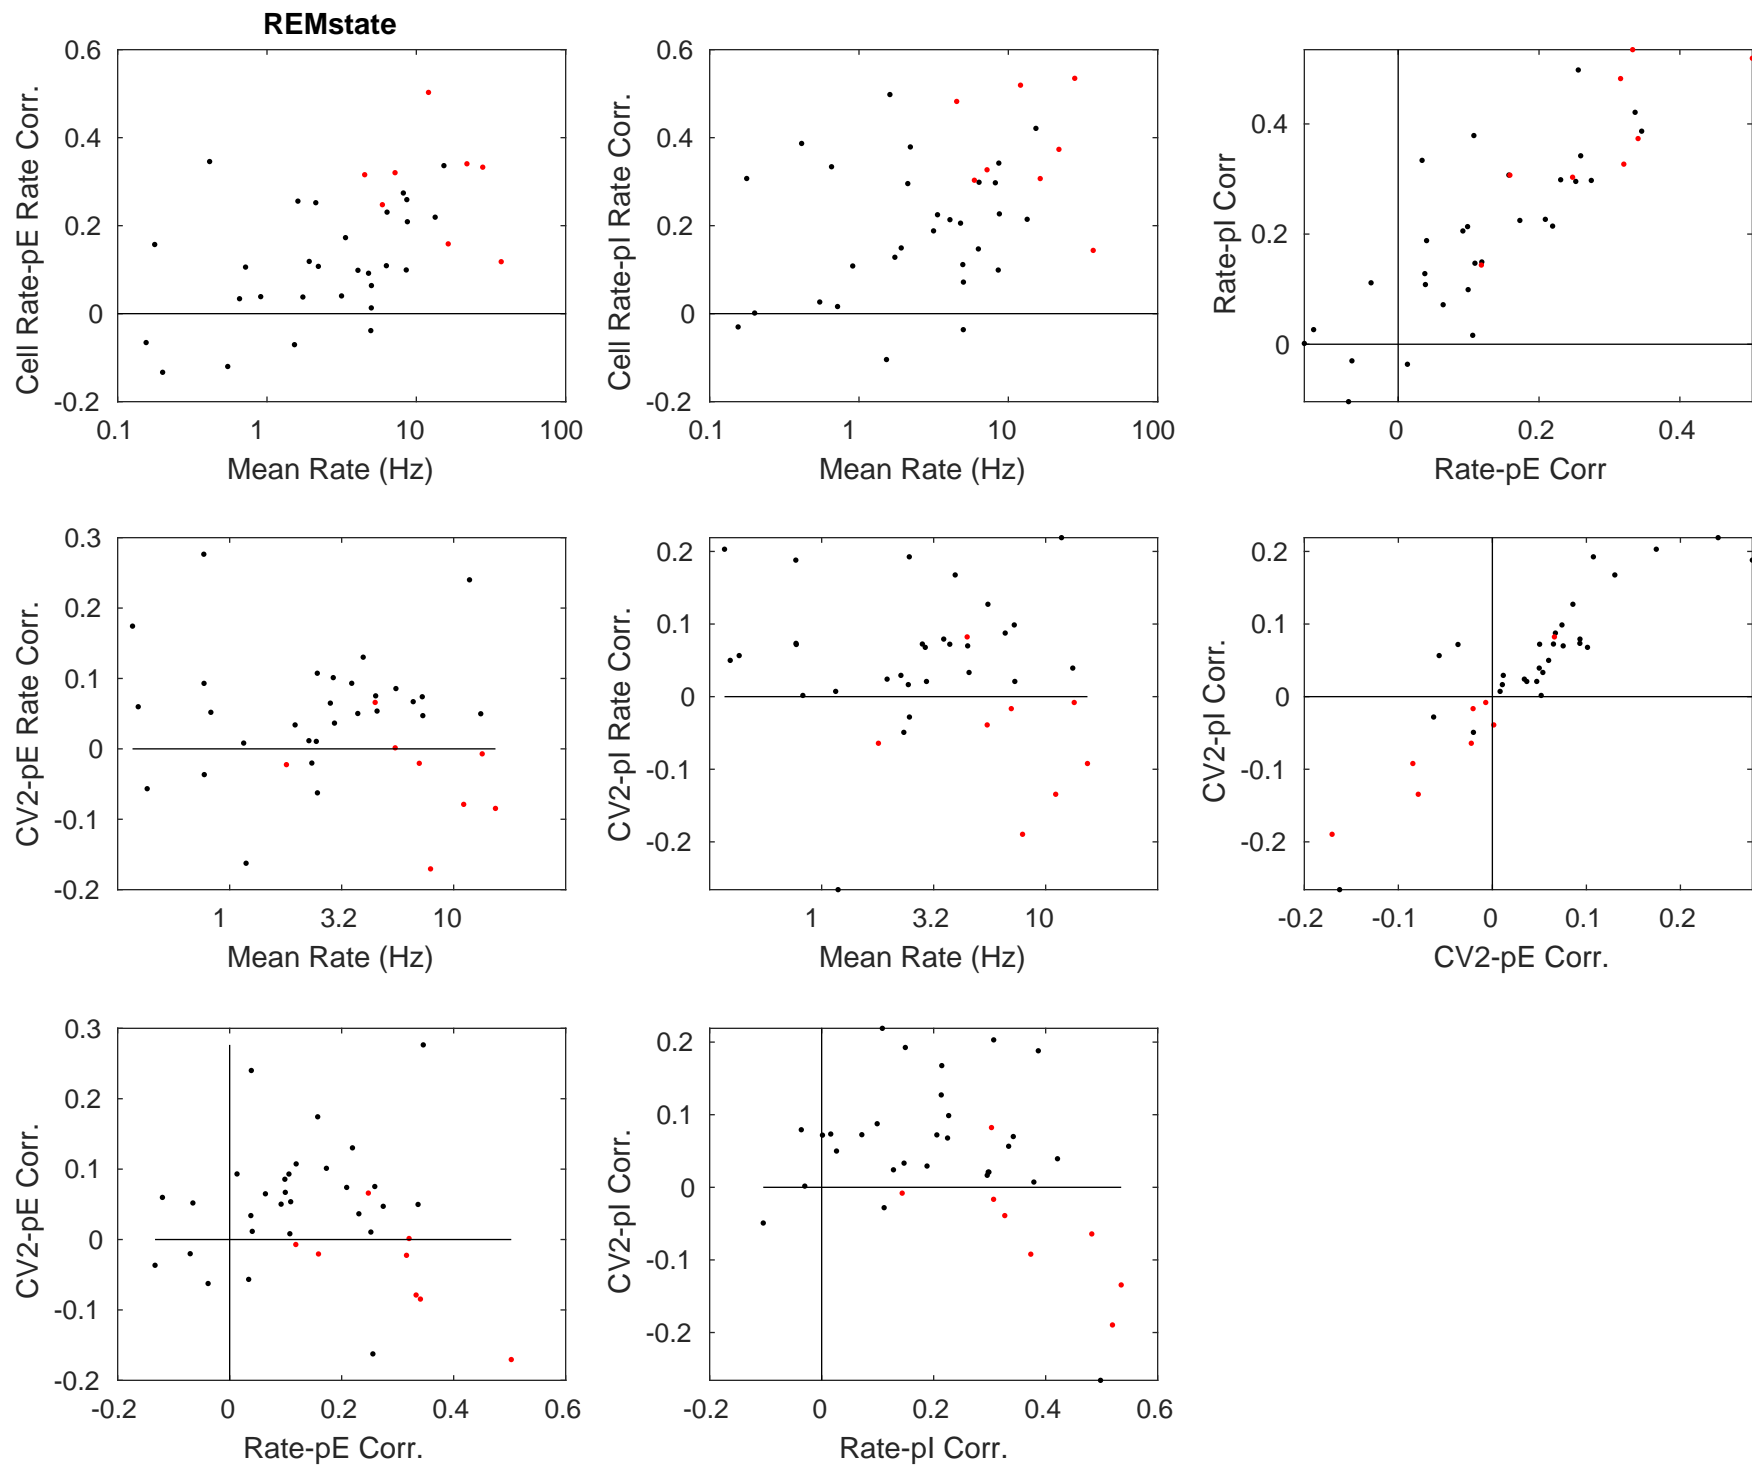 REMstate
0.6
0.4
0.2
0
-0.2
Cell Rate-pE Rate Corr.
0.1 1 10 100
Mean Rate (Hz)
0.6
0.4
0.2
0
-0.2
Cell Rate-pI Rate Corr.
0.1 1 10 100
Mean Rate (Hz)
0.4
0.2
0
Rate-pI Corr
0 0.2 0.4
Rate-pE Corr
0.3
0.2
0.1
0
-0.1
-0.2
CV2-pE Rate Corr.
1 3.2 10
Mean Rate (Hz)
0.2
0.1
0
-0.1
-0.2
CV2-pI Rate Corr.
1 3.2 10
Mean Rate (Hz)
0.2
0.1
0
-0.1
-0.2
CV2-pI Corr.
-0.2 -0.1 0 0.1 0.2
CV2-pE Corr.
0.3
0.2
0.1
0
-0.1
-0.2
CV2-pE Corr.
-0.2 0 0.2 0.4 0.6
Rate-pE Corr.
0.2
0.1
0
-0.1
-0.2
CV2-pI Corr.
-0.2 0 0.2 0.4 0.6
Rate-pI Corr.